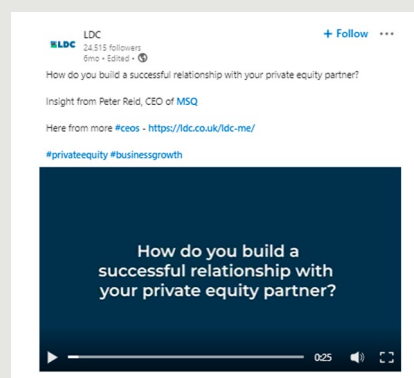 LDC
+ Follow
LDC
24,515 followers
6mo • Edited •
How do you build a successful relationship with your private equity partner?
Insight from Peter Reid, CEO of MSQ
Here from more #ceos - https://ldc.co.uk/ldc-me/
#privateequity #businessgrowth
How do you build a
successful relationship with
your private equity partner?
0:25